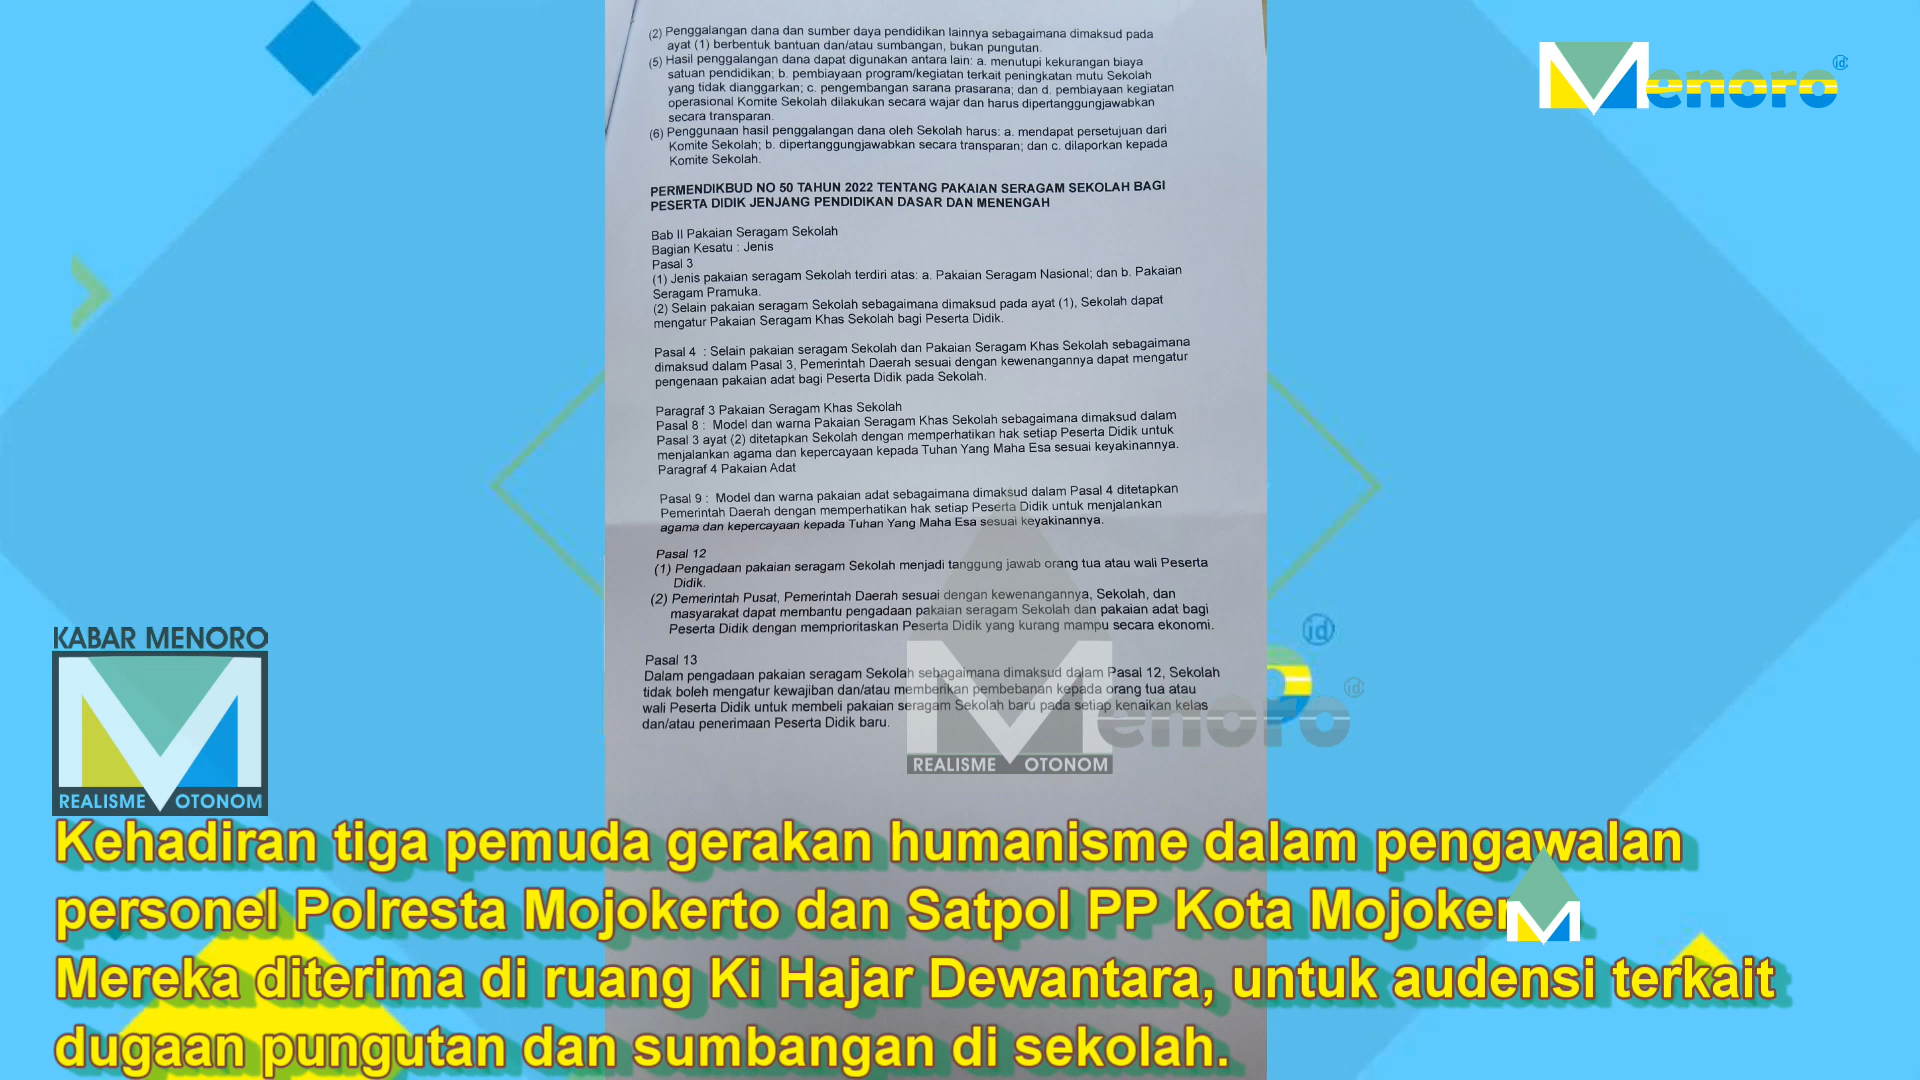 (2) Penggalangan dana dan sumber daya pendidikan lainnya sebagaimana dimaksud pada
ayat (1) berbentuk bantuan dan/atau sumbangan, bukan pungutan.
(5) Hasil penggalangan dana dapat digunakan antara lain: a. menutupi kekurangan biaya
satuan pendidikan; b. pembiayaan program/kegiatan terkait peningkatan mutu Sekolah
yang tidak dianggarkan; c. pengembangan sarana prasarana; dan d. pembiayaan kegiatan
operasional Komite Sekolah dilakukan secara wajar dan harus dipertanggungjawabkan
secara transparan.
(6) Penggunaan hasil penggalangan dana oleh Sekolah harus: a. mendapat persetujuan dari
Komite Sekolah; b. dipertanggungjawabkan secara transparan; dan c. dilaporkan kepada
Komite Sekolah.
PERMENDIKBUD NO 50 TAHUN 2022 TENTANG PAKAIAN SERAGAM SEKOLAH BAGI
PESERTA DIDIK JENJANG PENDIDIKAN DASAR DAN MENENGAH
Bab II Pakaian Seragam Sekolah
Bagian Kesatu : Jenis
Pasal 3
(1) Jenis pakaian seragam Sekolah terdiri atas: a. Pakaian Seragam Nasional; dan b. Pakaian
Seragam Pramuka.
(2) Selain pakaian seragam Sekolah sebagaimana dimaksud pada ayat (1), Sekolah dapat
mengatur Pakaian Seragam Khas Sekolah bagi Peserta Didik.
Pasal 4 : Selain pakaian seragam Sekolah dan Pakaian Seragam Khas Sekolah sebagaimana
dimaksud dalam Pasal 3, Pemerintah Daerah sesuai dengan kewenangannya dapat mengatur
pengenaan pakaian adat bagi Peserta Didik pada Sekolah.
Paragraf 3 Pakaian Seragam Khas Sekolah
Pasal 8 : Model dan warna Pakaian Seragam Khas Sekolah sebagaimana dimaksud dalam
Pasal 3 ayat (2) ditetapkan Sekolah dengan memperhatikan hak setiap Peserta Didik untuk
menjalankan agama dan kepercayaan kepada Tuhan Yang Maha Esa sesuai keyakinannya.
Paragraf 4 Pakaian Adat
Pasal 9 : Model dan warna pakaian adat sebagaimana dimaksud dalam Pasal 4 ditetapkan
Pemerintah Daerah dengan memperhatikan hak setiap Peserta Didik untuk menjalankan
agama dan kepercayaan kepada Tuhan Yang Maha Esa sesuai keyakinannya.
Pasal 12
(1) Pengadaan pakaian seragam Sekolah menjadi tanggung jawab orang tua atau wali Peserta
Didik.
(2) Pemerintah Pusat, Pemerintah Daerah sesuai dengan kewenangannya, Sekolah, dan
masyarakat dapat membantu pengadaan pakaian seragam Sekolah dan pakaian adat bagi
Peserta Didik dengan memprioritaskan Peserta Didik yang kurang mampu secara ekonomi.
Pasal 13
Dalam pengadaan pakaian seragam Sekolah sebagaimana dimaksud dalam Pasal 12, Sekolah
tidak boleh mengatur kewajiban dan/atau memberikan pembebanan kepada orang tua atau
wali Peserta Didik untuk membeli pakaian seragam Sekolah baru pada setiap kenaikan kelas
dan/atau penerimaan Peserta Didik baru.
Menoro id
id
Menoro id
REALISME OTONOM
KABAR MENORO
REALISME OTONOM
Kehadiran tiga pemuda gerakan humanisme dalam pengawalan
personel Polresta Mojokerto dan Satpol PP Kota
Mereka diterima di ruang Ki Hajar Dewantara, untuk audensi terkait
dugaan pungutan dan sumbangan di sekolah.